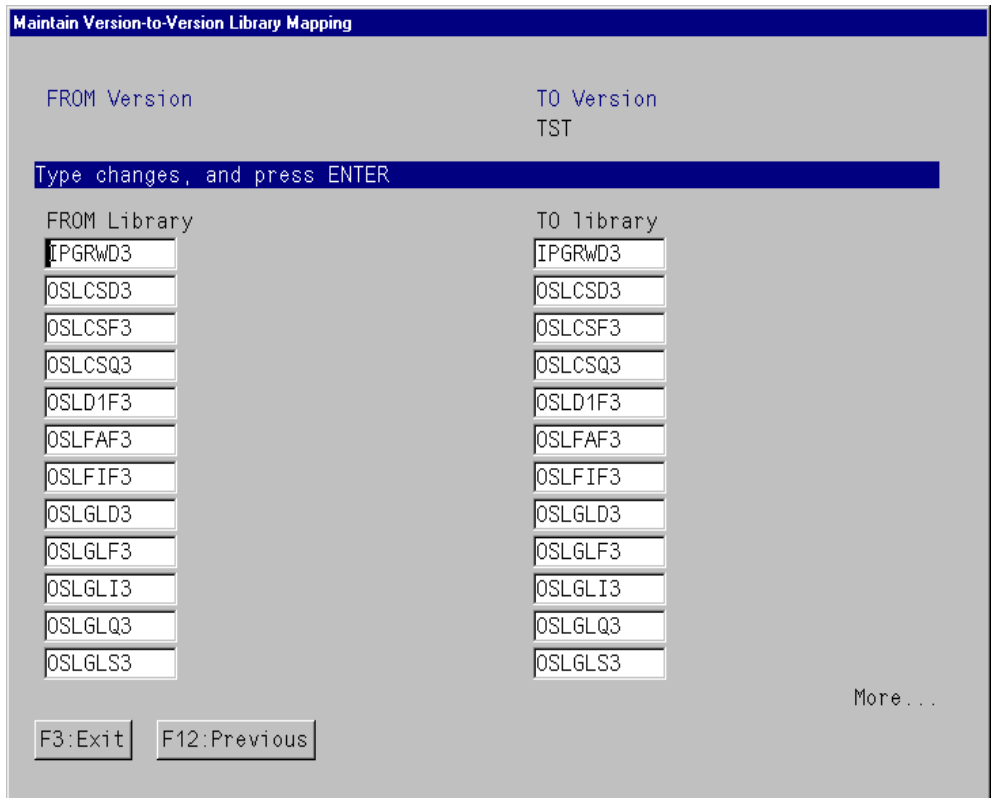 Maintain Version-to-Version Library Mapping
FROM Version TO Version
TST
Type changes, and press ENTER
FROM Library TO library
IPGRWD3 IPGRWD3
OSLCSD3 OSLCSD3
OSLCSF3 OSLCSF3
OSLCSQ3 OSLCSQ3
OSLD1F3 OSLD1F3
OSLFAF3 OSLFAF3
OSLFIF3 OSLFIF3
OSLGLD3 OSLGLD3
OSLGLF3 OSLGLF3
OSLGLI3 OSLGLI3
OSLGLQ3 OSLGLQ3
OSLGLS3 OSLGLS3
More...
F3:Exit F12:Previous